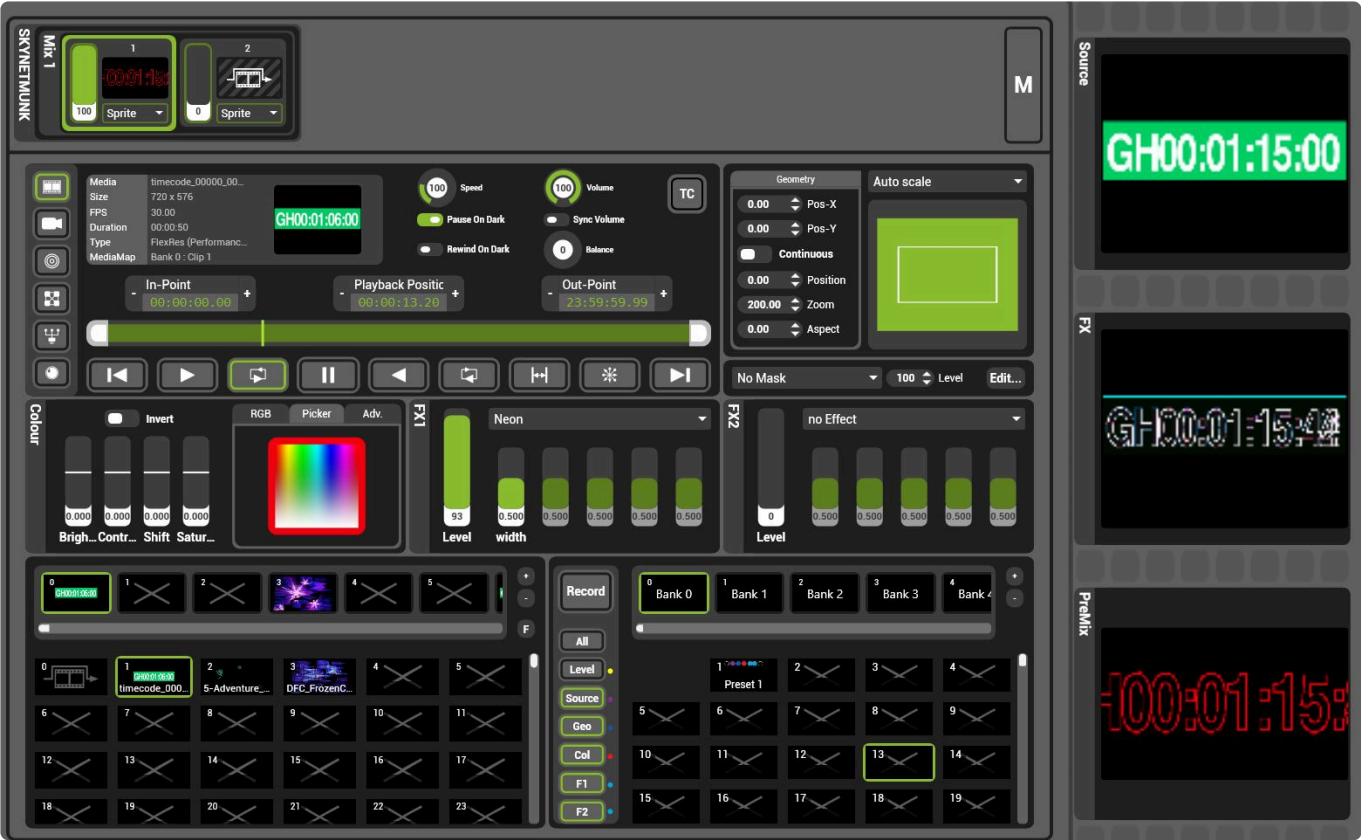 SKYNETMUNK
Mix 1
1
100
Sprite
2
0
Sprite
M
Media timecode_00000_00...
Size 720 x 576
FPS 30.00
Duration 00:00:50
Type FlexRes (Performanc...
MediaMap Bank 0 : Clip 1
GH00:01:06:00
100 Speed
Pause On Dark
Rewind On Dark
100 Volume
Sync Volume
0 Balance
TC
In-Point
- 00:00:00.00 +
Playback Positic
- 00:00:13.20 +
Out-Point
- 23:59:59.99 +
Geometry
0.00 Pos-X
0.00 Pos-Y
Continuous
0.00 Position
200.00 Zoom
0.00 Aspect
Auto scale
No Mask 100 Level Edit...
Colour
Invert
0.000 0.000 0.000 0.000
Brigh... Contr... Shift Satur...
RGB Picker Adv.
FX1
Neon
93 0.500 0.500 0.500 0.500 0.500
Level width
FX2
no Effect
0 0.500 0.500 0.500 0.500 0.500
Level
0 1 2 3 4 5
GH00:01:06:00
+
-
F
0 1 2 3 4 5
GH00:01:06:00
timecode_000... 5-Adventure_... DFC_FrozenC...
6 7 8 9 10 11
12 13 14 15 16 17
18 19 20 21 22 23
Record
All
Level
Source
Geo
Col
F1
F2
0 1 2 3 4
Bank 0 Bank 1 Bank 2 Bank 3 Bank 4
+
-
1 2 3 4
Preset 1
5 6 7 8 9
10 11 12 13 14
15 16 17 18 19
Source
GH00:01:15:00
FX
GH00:01:15:44
PreMix
H00:01:15: